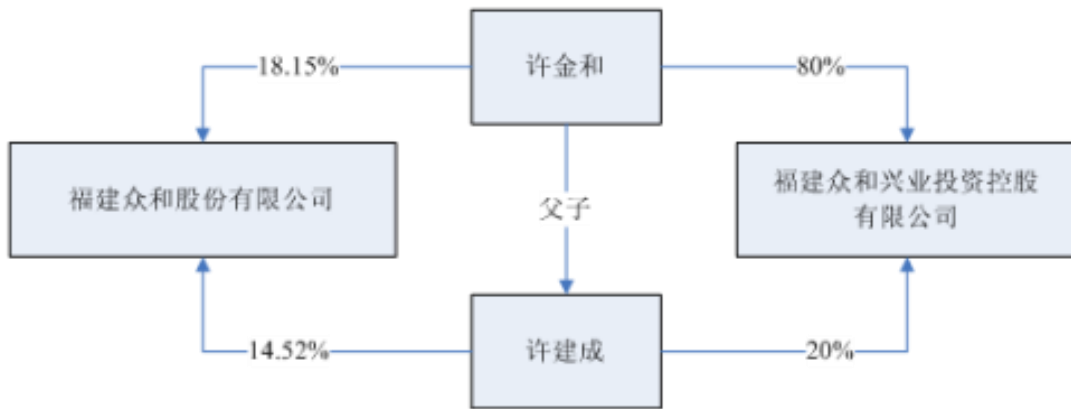 许金和
18.15%
80%
福建众和股份有限公司
福建众和兴业投资控股
有限公司
父子
许建成
14.52%
20%